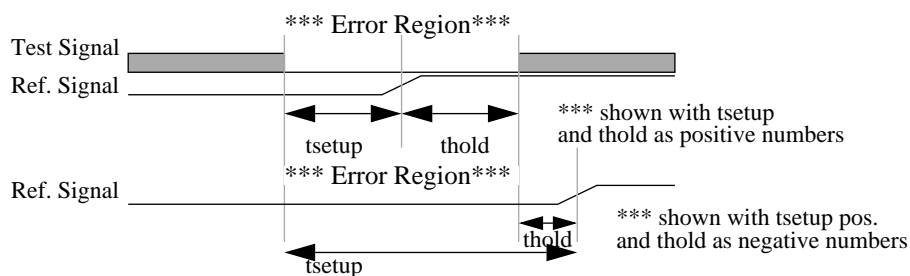 *** Error Region***
Test Signal
Ref. Signal
*** shown with tsetup
and thold as positive numbers
tsetup
thold
*** Error Region***
Ref. Signal
*** shown with tsetup pos.
and thold as negative numbers
thold
tsetup